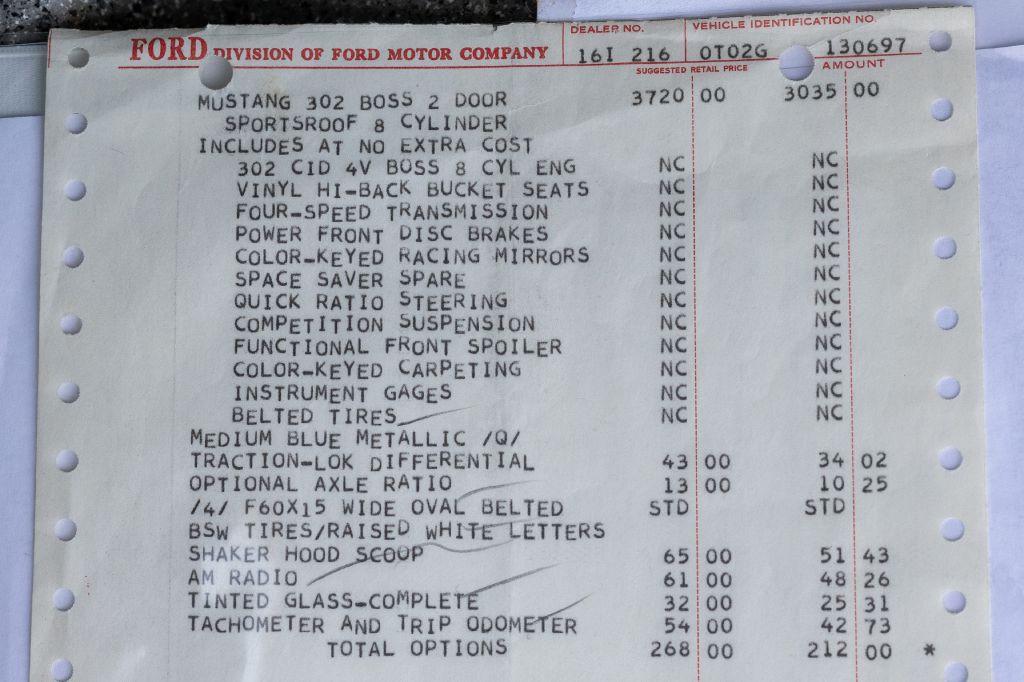 DEALER NO. VEHICLE IDENTIFICATION NO.
FORD DIVISION OF FORD MOTOR COMPANY 16I 216 0T02G 130697
SUGGESTED RETAIL PRICE AMOUNT
MUSTANG 302 BOSS 2 DOOR 3720 00 3035 00
SPORTSROOF 8 CYLINDER
INCLUDES AT NO EXTRA COST
302 CID 4V BOSS 8 CYL ENG NC NC
VINYL HI-BACK BUCKET SEATS NC NC
FOUR-SPEED TRANSMISSION NC NC
POWER FRONT DISC BRAKES NC NC
COLOR-KEYED RACING MIRRORS NC NC
SPACE SAVER SPARE NC NC
QUICK RATIO STEERING NC NC
COMPETITION SUSPENSION NC NC
FUNCTIONAL FRONT SPOILER NC NC
COLOR-KEYED CARPETING NC NC
INSTRUMENT GAGES NC NC
BELTED TIRES NC NC
MEDIUM BLUE METALLIC /Q/
TRACTION-LOK DIFFERENTIAL 43 00 34 02
OPTIONAL AXLE RATIO 13 00 10 25
/4/ F60X15 WIDE OVAL BELTED STD STD
BSW TIRES/RAISED WHITE LETTERS
SHAKER HOOD SCOOP 65 00 51 43
AM RADIO 61 00 48 26
TINTED GLASS-COMPLETE 32 00 25 31
TACHOMETER AND TRIP ODOMETER 54 00 42 73
TOTAL OPTIONS 268 00 212 00 *